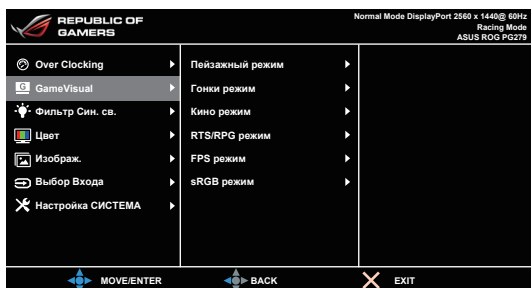 REPUBLIC OF
GAMERS
Normal Mode DisplayPort 2560 x 1440@ 60Hz
Racing Mode
ASUS ROG PG279
Over Clocking
G GameVisual
Фильтр Син. св.
Цвет
Изображ.
Выбор Входа
Настройка СИСТЕМА
Пейзажный режим
Гонки режим
Кино режим
RTS/RPG режим
FPS режим
sRGB режим
MOVE/ENTER
BACK
EXIT